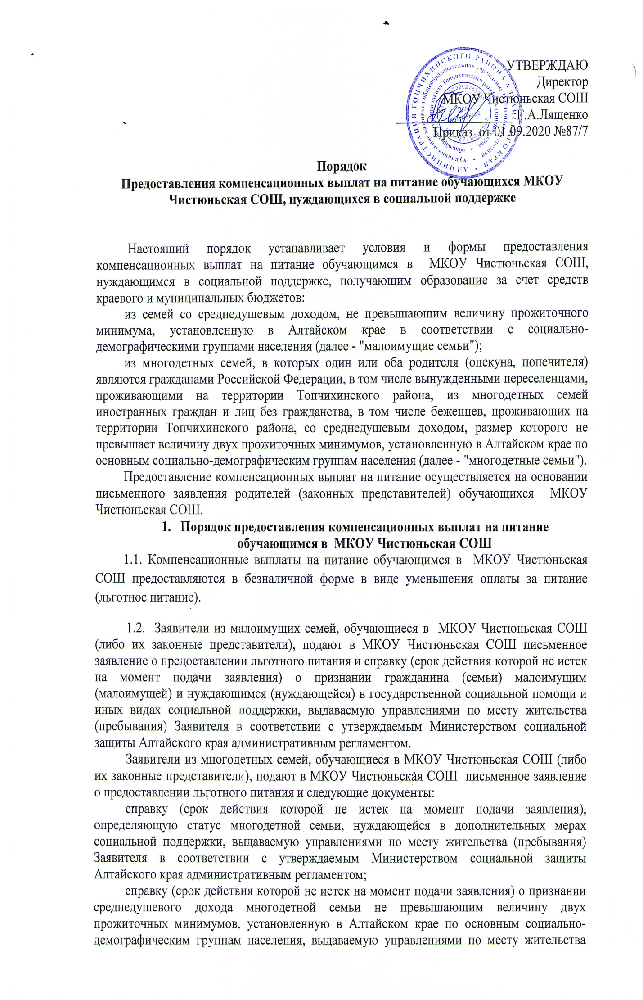 УТВЕРЖДАЮ
Директор
МКОУ Чистюньская СОШ
Г.А.Лященко
Приказ от 01.09.2020 №87/7
АДМИНИСТРАЦИЯ ТОПЧИХИНСКОГО РАЙОНА АЛТАЙСКОГО КРАЯ
Для
документов
Порядок
Предоставления компенсационных выплат на питание обучающихся МКОУ
Чистюньская СОШ, нуждающихся в социальной поддержке
Настоящий порядок устанавливает условия и формы предоставления
компенсационных выплат на питание обучающимся в МКОУ Чистюньская СОШ,
нуждающимся в социальной поддержке, получающим образование за счет средств
краевого и муниципальных бюджетов:
из семей со среднедушевым доходом, не превышающим величину прожиточного
минимума, установленную в Алтайском крае в соответствии с социально-
демографическими группами населения (далее - "малоимущие семьи");
из многодетных семей, в которых один или оба родителя (опекуна, попечителя)
являются гражданами Российской Федерации, в том числе вынужденными переселенцами,
проживающими на территории Топчихинского района, из многодетных семей
иностранных граждан и лиц без гражданства, в том числе беженцев, проживающих на
территории Топчихинского района, со среднедушевым доходом, размер которого не
превышает величину двух прожиточных минимумов, установленную в Алтайском крае по
основным социально-демографическим группам населения (далее - "многодетные семьи").
Предоставление компенсационных выплат на питание осуществляется на основании
письменного заявления родителей (законных представителей) обучающихся МКОУ
Чистюньская СОШ.
1. Порядок предоставления компенсационных выплат на питание
обучающимся в МКОУ Чистюньская СОШ
1.1. Компенсационные выплаты на питание обучающимся в МКОУ Чистюньская
СОШ предоставляются в безналичной форме в виде уменьшения оплаты за питание
(льготное питание).
1.2. Заявители из малоимущих семей, обучающиеся в МКОУ Чистюньская СОШ
(либо их законные представители), подают в МКОУ Чистюньская СОШ письменное
заявление о предоставлении льготного питания и справку (срок действия которой не истек
на момент подачи заявления) о признании гражданина (семьи) малоимущим
(малоимущей) и нуждающимся (нуждающейся) в государственной социальной помощи и
иных видах социальной поддержки, выдаваемую управлениями по месту жительства
(пребывания) Заявителя в соответствии с утверждаемым Министерством социальной
защиты Алтайского края административным регламентом.
Заявители из многодетных семей, обучающиеся в МКОУ Чистюньская СОШ (либо
их законные представители), подают в МКОУ Чистюньская СОШ письменное заявление
о предоставлении льготного питания и следующие документы:
справку (срок действия которой не истек на момент подачи заявления),
определяющую статус многодетной семьи, нуждающейся в дополнительных мерах
социальной поддержки, выдаваемую управлениями по месту жительства (пребывания)
Заявителя в соответствии с утверждаемым Министерством социальной защиты
Алтайского края административным регламентом;
справку (срок действия которой не истек на момент подачи заявления) о признании
среднедушевого дохода многодетной семьи не превышающим величину двух
прожиточных минимумов, установленную в Алтайском крае по основным социально-
демографическим группам населения, выдаваемую управлениями по месту жительства